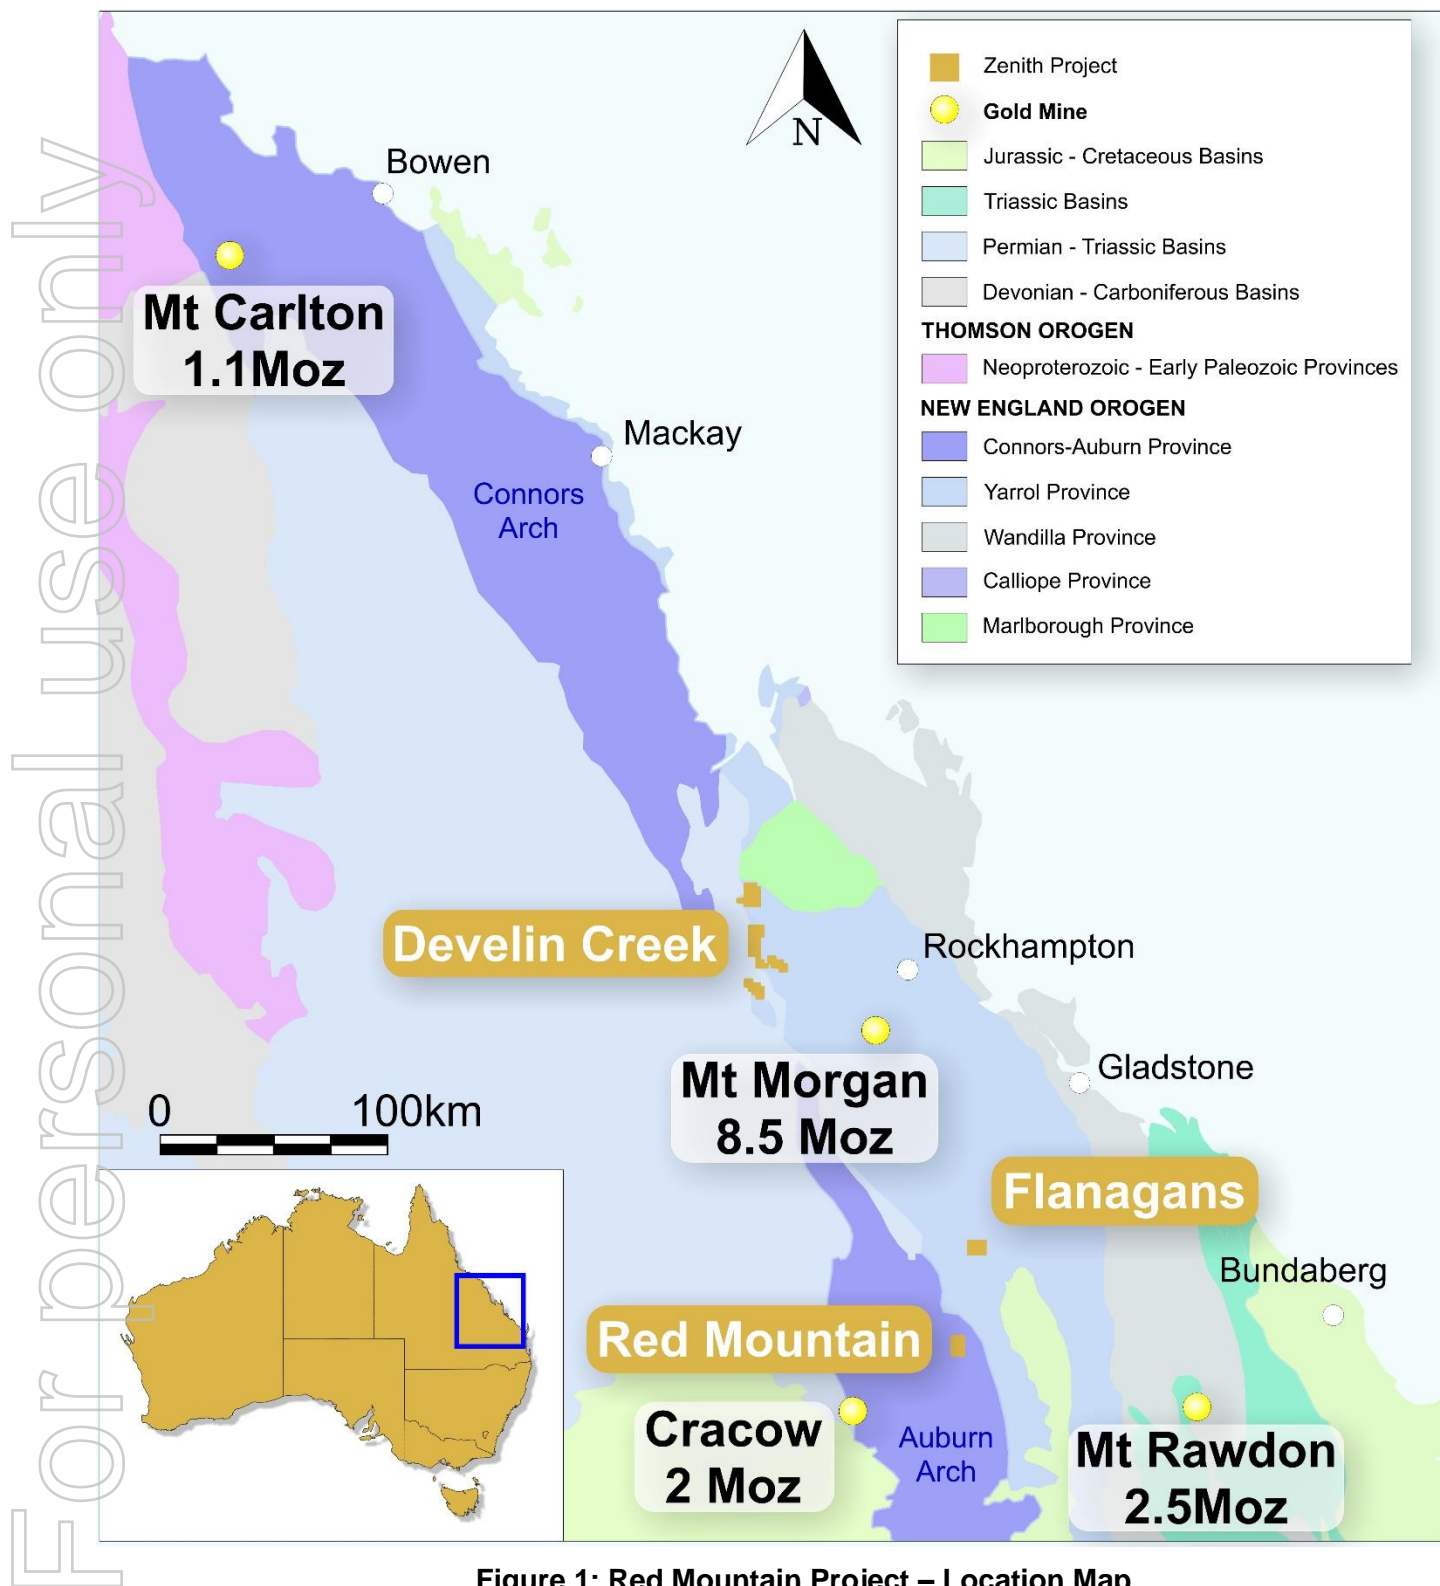 For personal use only
N
Zenith Project
Gold Mine
Jurassic - Cretaceous Basins
Triassic Basins
Permian - Triassic Basins
Devonian - Carboniferous Basins
THOMSON OROGEN
Neoproterozoic - Early Paleozoic Provinces
NEW ENGLAND OROGEN
Connors-Auburn Province
Yarrol Province
Wandilla Province
Calliope Province
Marlborough Province
Bowen
Mt Carlton
1.1Moz
Mackay
Connors
Arch
Develin Creek
Rockhampton
Mt Morgan
8.5 Moz
Gladstone
0 100km
Flanagans
Bundaberg
Red Mountain
Cracow
2 Moz
Auburn
Arch
Mt Rawdon
2.5Moz
Figure 1: Red Mountain Project – Location Map